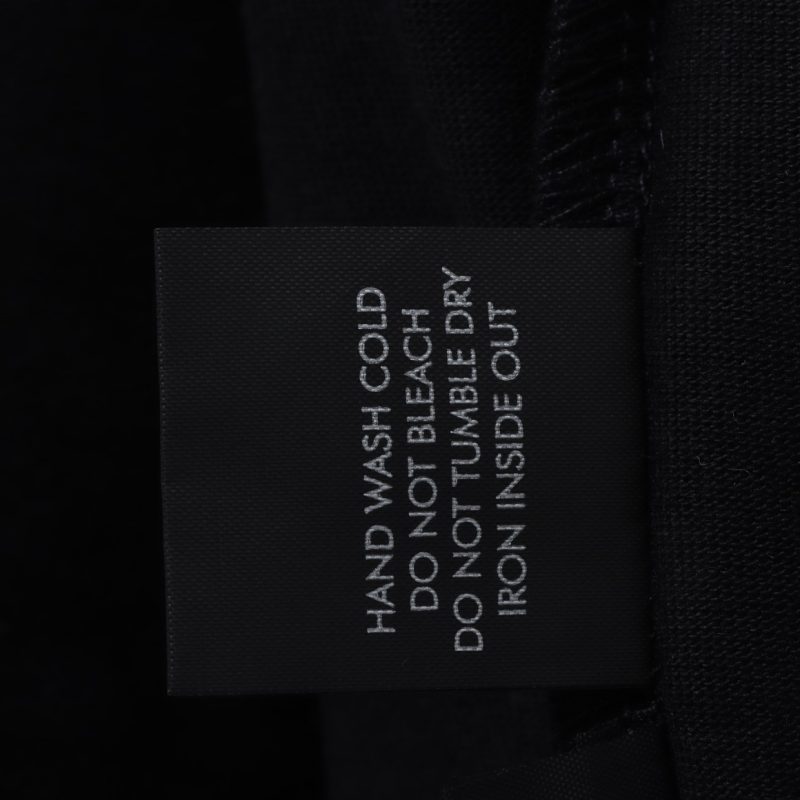 HAND WASH COLD
DO NOT BLEACH
DO NOT TUMBLE DRY
IRON INSIDE OUT